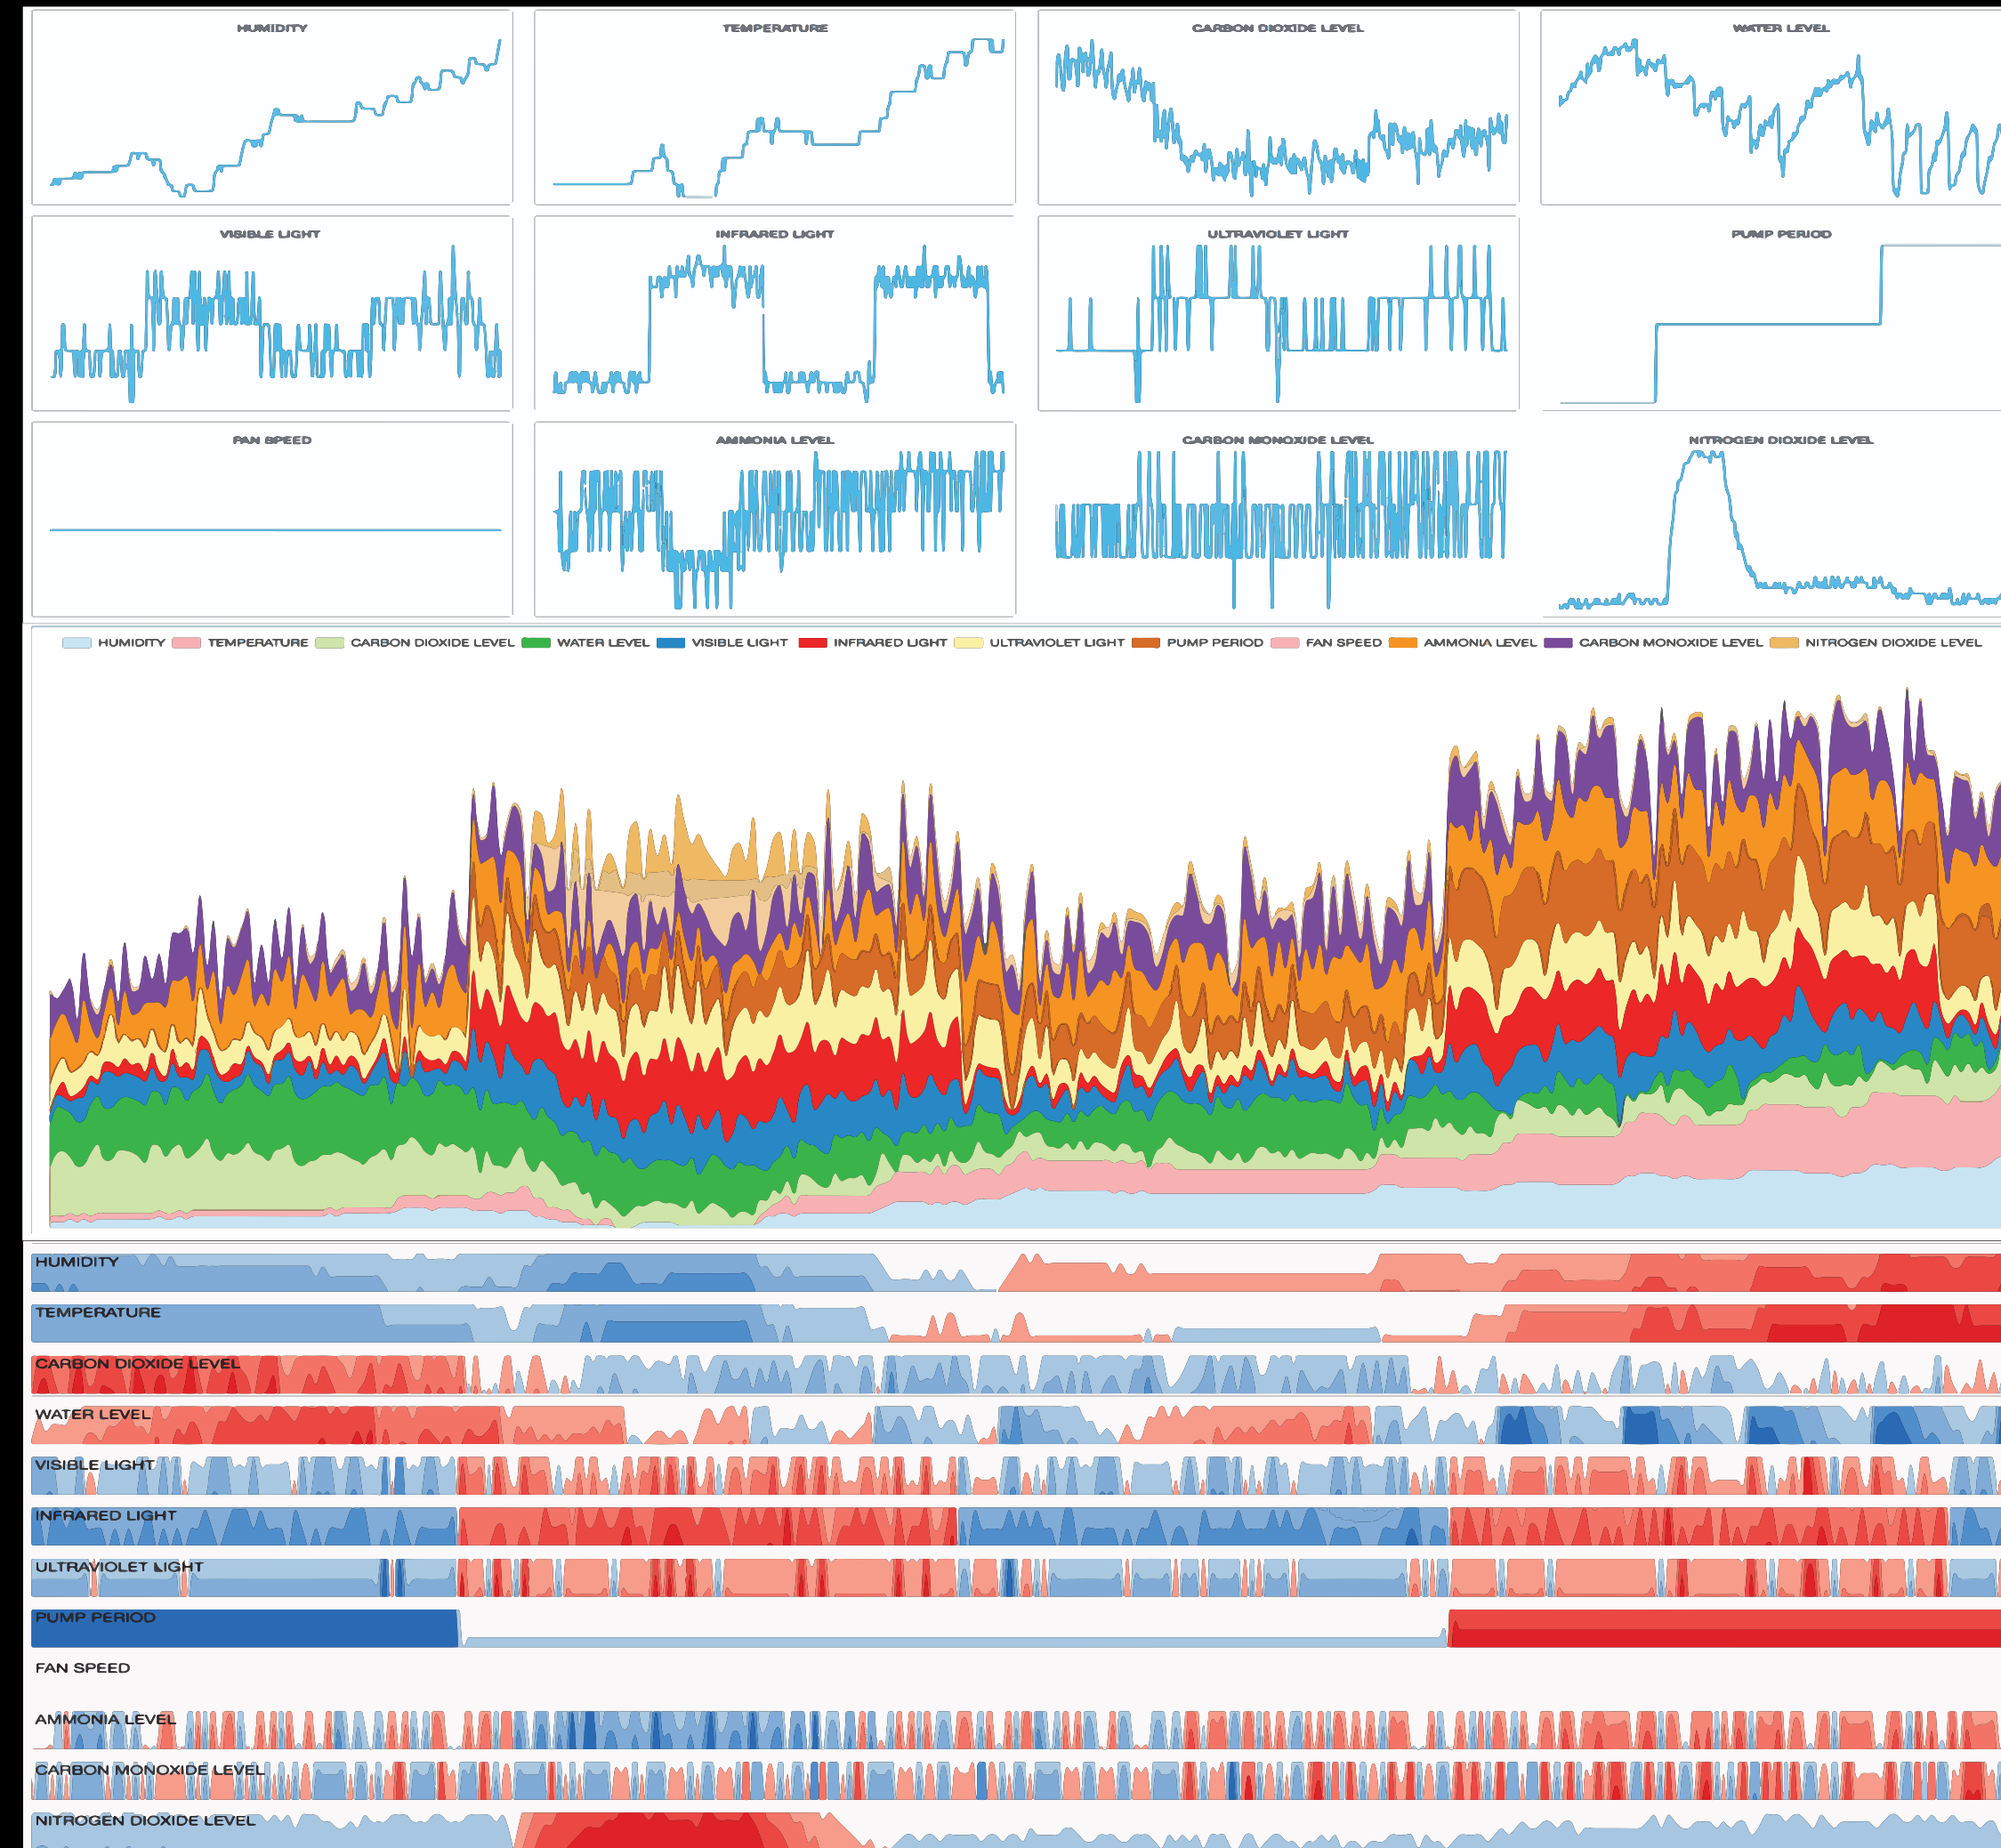 HUMIDITY TEMPERATURE CARBON DIOXIDE LEVEL WATER LEVEL
VISIBLE LIGHT INFRARED LIGHT ULTRAVIOLET LIGHT PUMP PERIOD
FAN SPEED AMMONIA LEVEL CARBON MONOXIDE LEVEL NITROGEN DIOXIDE LEVEL
HUMIDITY TEMPERATURE CARBON DIOXIDE LEVEL WATER LEVEL VISIBLE LIGHT INFRARED LIGHT ULTRAVIOLET LIGHT PUMP PERIOD FAN SPEED AMMONIA LEVEL CARBON MONOXIDE LEVEL NITROGEN DIOXIDE LEVEL
HUMIDITY
TEMPERATURE
CARBON DIOXIDE LEVEL
WATER LEVEL
VISIBLE LIGHT
INFRARED LIGHT
ULTRAVIOLET LIGHT
PUMP PERIOD
FAN SPEED
AMMONIA LEVEL
CARBON MONOXIDE LEVEL
NITROGEN DIOXIDE LEVEL